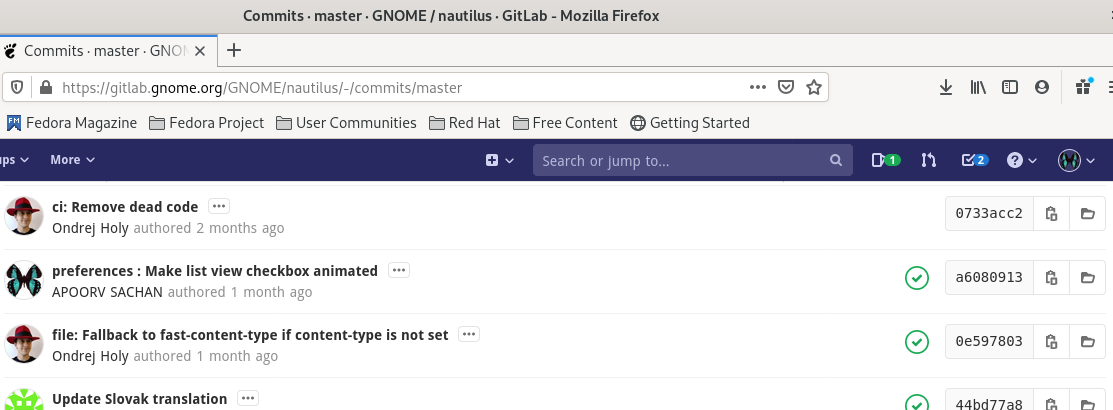 Commits · master · GNOME / nautilus · GitLab - Mozilla Firefox
Commits · master · GNO
https://gitlab.gnome.org/GNOME/nautilus/-/commits/master
FM Fedora Magazine Fedora Project User Communities Red Hat Free Content Getting Started
ups More Search or jump to... 1 2
ci: Remove dead code 0733acc2
Ondrej Holy authored 2 months ago
preferences : Make list view checkbox animated a6080913
APOORV SACHAN authored 1 month ago
file: Fallback to fast-content-type if content-type is not set 0e597803
Ondrej Holy authored 1 month ago
Update Slovak translation 44bd77a8